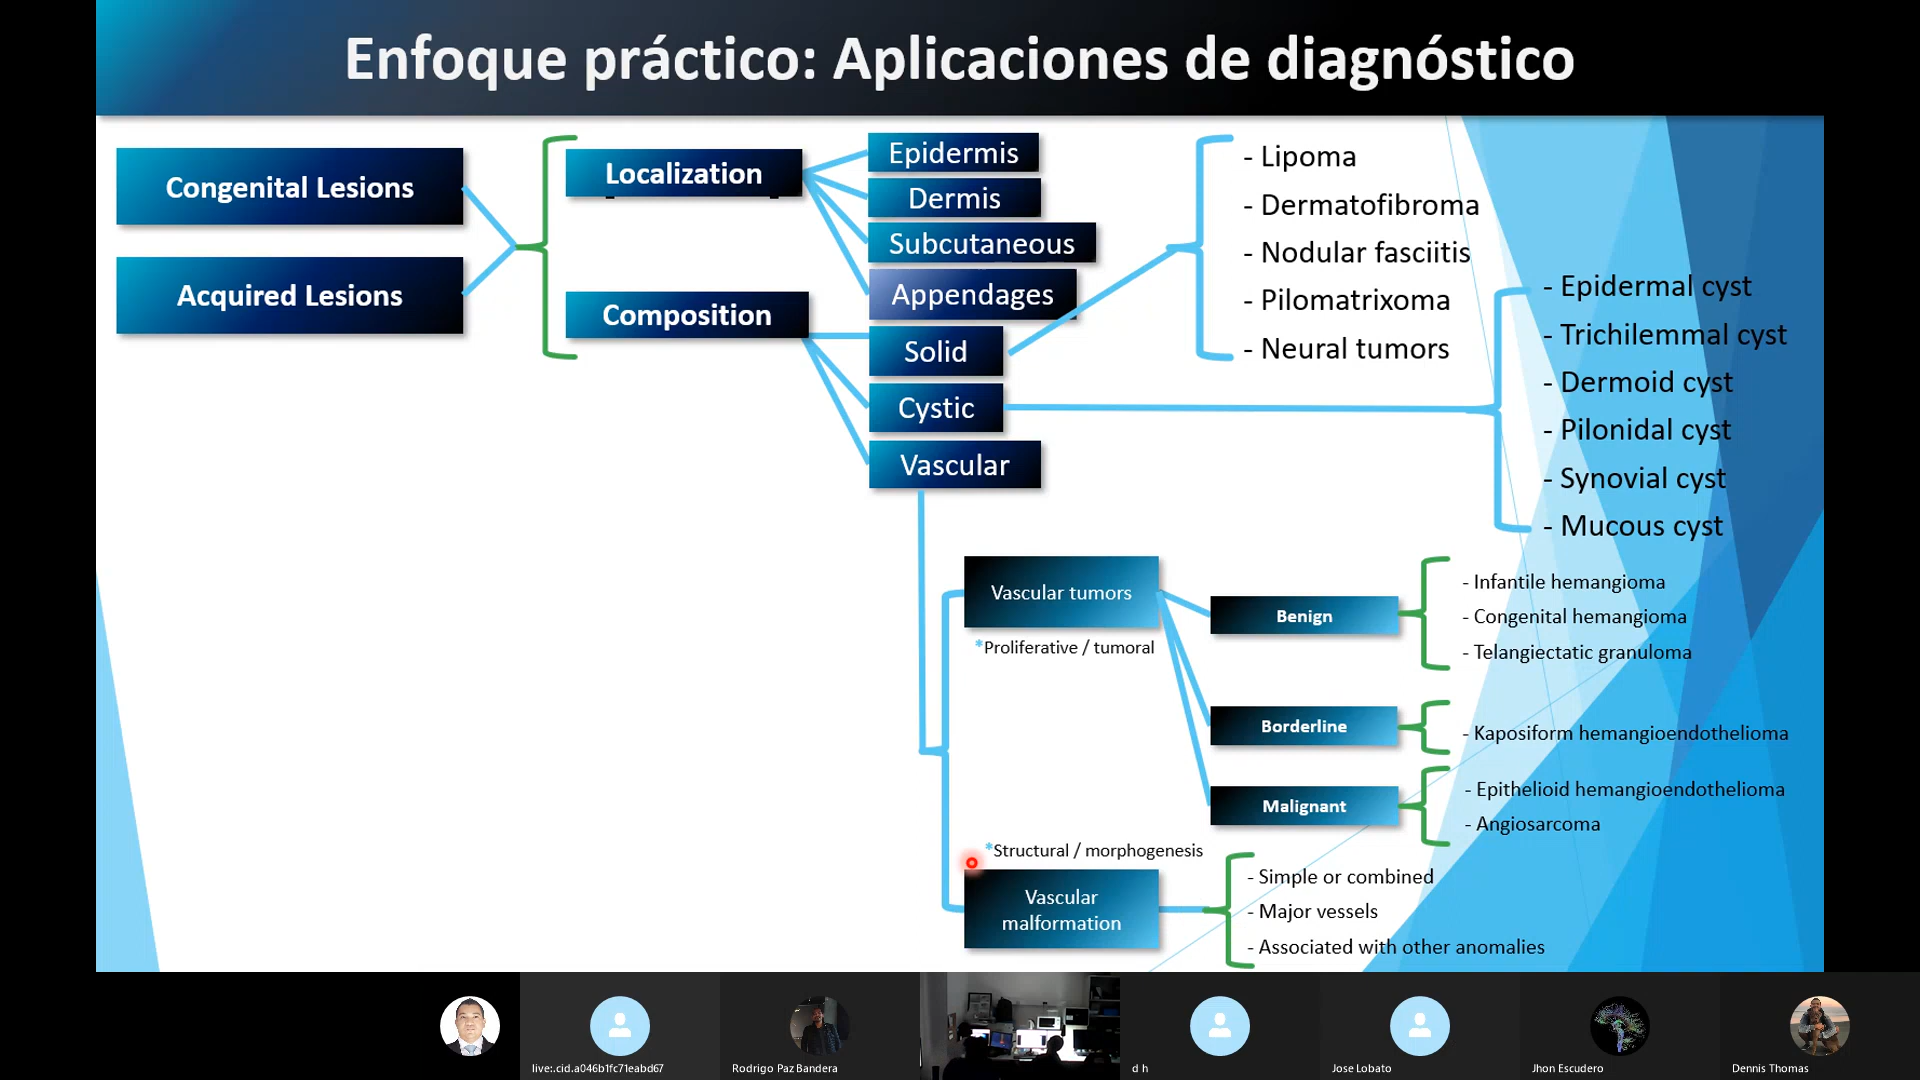 Enfoque práctico: Aplicaciones de diagnóstico
Congenital Lesions
Acquired Lesions
Localization
Composition
Epidermis
Dermis
Subcutaneous
Appendages
Solid
Cystic
Vascular
- Lipoma
- Dermatofibroma
- Nodular fasciitis
- Pilomatrixoma
- Neural tumors
- Epidermal cyst
- Trichilemmal cyst
- Dermoid cyst
- Pilonidal cyst
- Synovial cyst
- Mucous cyst
Vascular tumors
*Proliferative / tumoral
Benign
- Infantile hemangioma
- Congenital hemangioma
- Telangiectatic granuloma
Borderline
- Kaposiform hemangioendothelioma
Malignant
- Epithelioid hemangioendothelioma
- Angiosarcoma
*Structural / morphogenesis
Vascular
malformation
- Simple or combined
- Major vessels
- Associated with other anomalies
live:.cid.a046b1fc71eabd67
Rodrigo Paz Bandera
d h
Jose Lobato
Jhon Escudero
Dennis Thomas